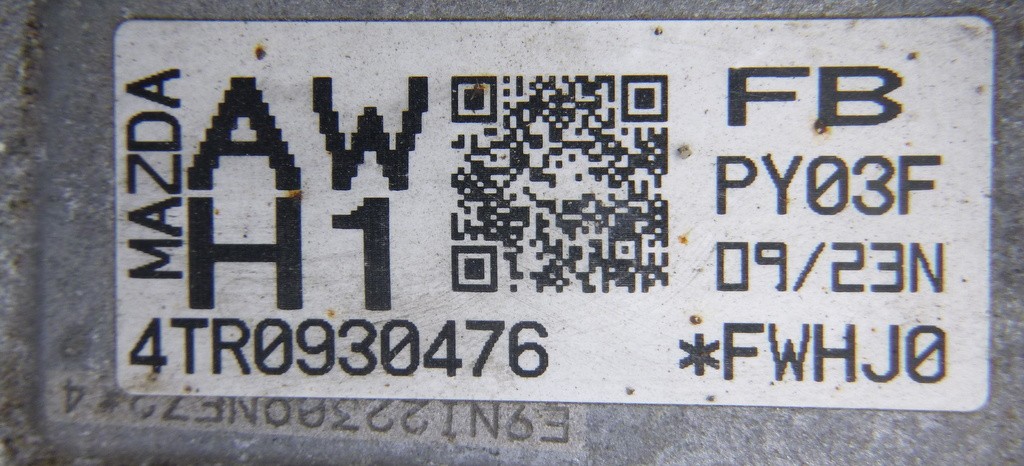 MAZDA
AW
H1
4TR0930476
FB
PY03F
09/23N
*FWHJ0